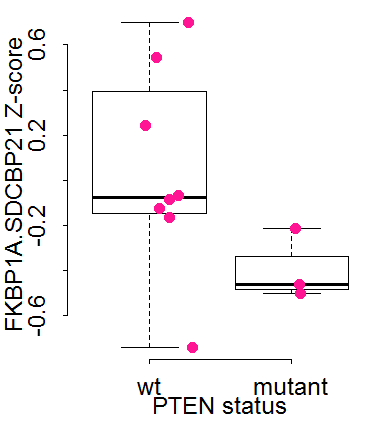 FKBP1A.SDCBP21 Z-score
0.6
0.2
-0.2
-0.6
wt mutant
PTEN status